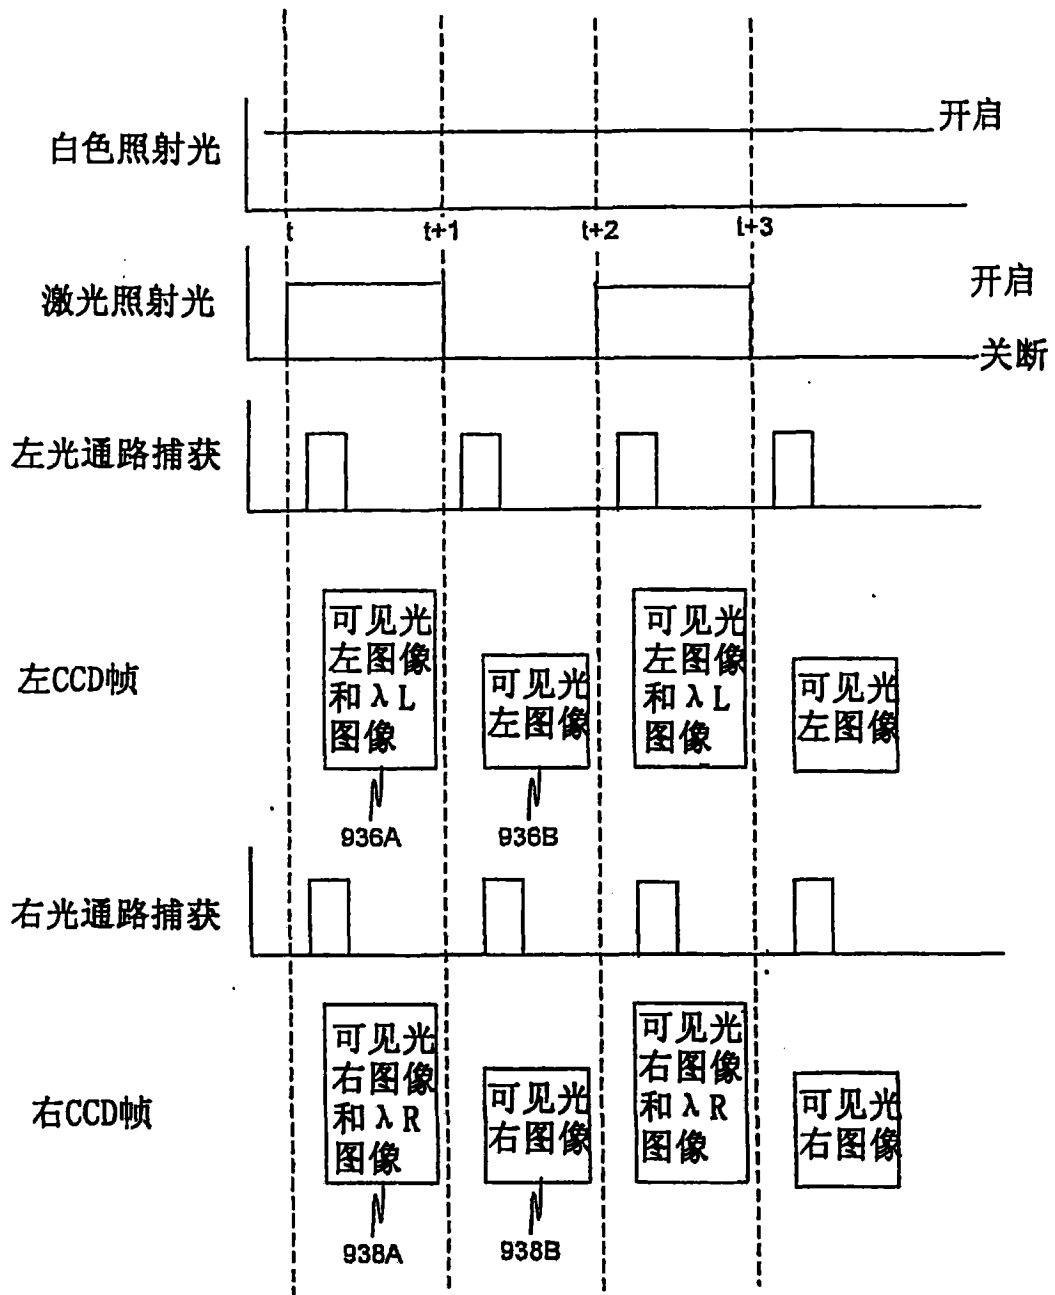 开启
白色照射光
t
t+1
t+2
t+3
激光照射光
开启
关断
左光通路捕获
左CCD帧
可见光
左图像
和λL
图像
可见光
左图像
可见光
左图像
和λL
图像
可见光
左图像
936A
936B
右光通路捕获
右CCD帧
可见光
右图像
和λR
图像
可见光
右图像
可见光
右图像
和λR
图像
可见光
右图像
938A
938B